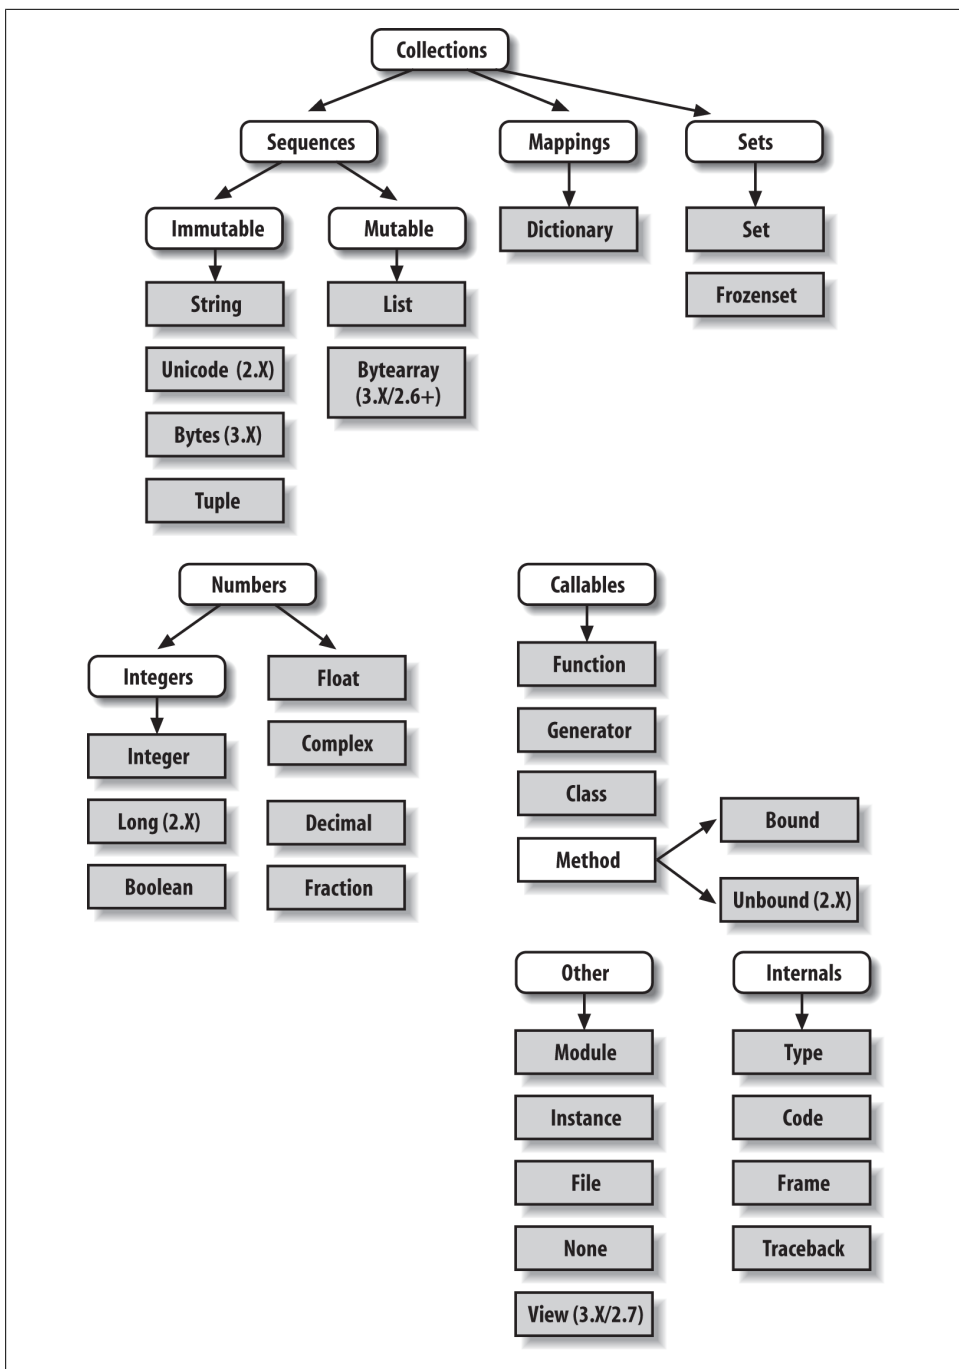 Collections
Sequences
Mappings
Sets
Immutable
Mutable
Dictionary
Set
String
List
Frozenset
Unicode (2.X)
Bytearray
(3.X/2.6+)
Bytes (3.X)
Tuple
Numbers
Callables
Integers
Float
Function
Integer
Complex
Generator
Long (2.X)
Decimal
Class
Bound
Boolean
Fraction
Method
Unbound (2.X)
Other
Internals
Module
Type
Instance
Code
File
Frame
None
Traceback
View (3.X/2.7)